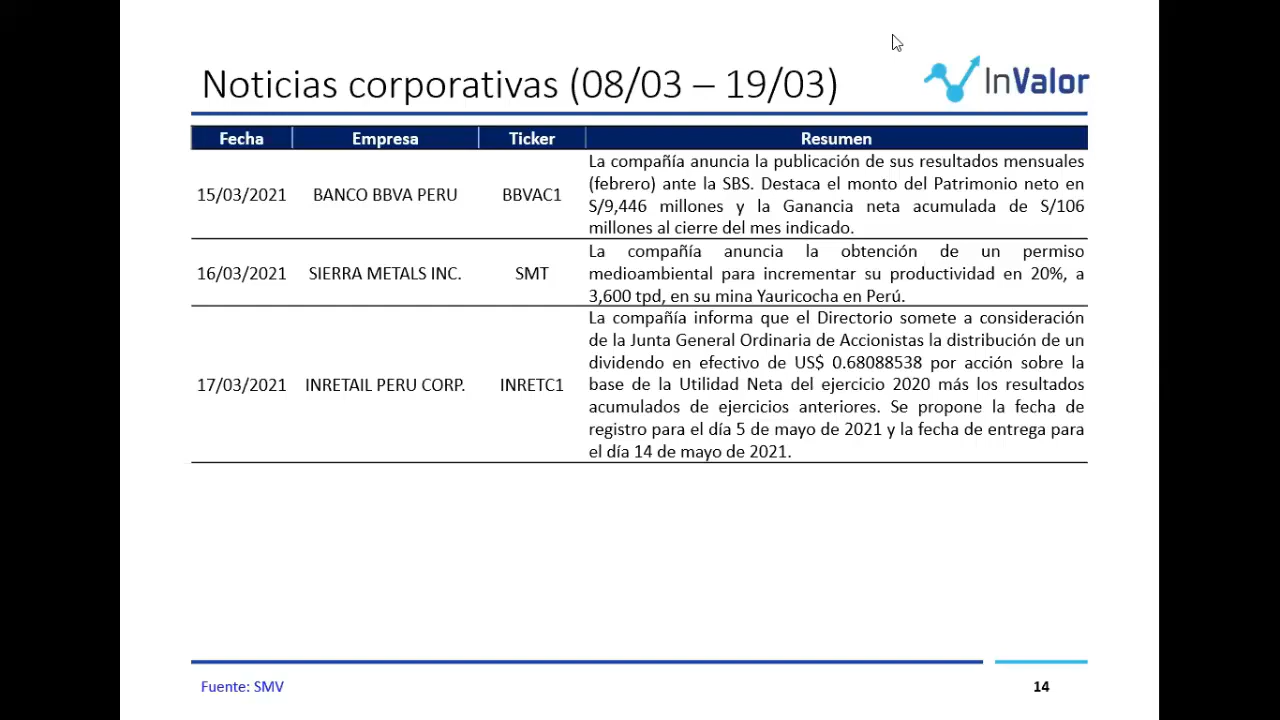 Noticias corporativas (08/03 – 19/03)
InValor
Fecha Empresa Ticker Resumen
15/03/2021 BANCO BBVA PERU BBVAC1
La compañía anuncia la publicación de sus resultados mensuales
(febrero) ante la SBS. Destaca el monto del Patrimonio neto en
S/9,446 millones y la Ganancia neta acumulada de S/106
millones al cierre del mes indicado.
16/03/2021 SIERRA METALS INC. SMT
La compañía anuncia la obtención de un permiso
medioambiental para incrementar su productividad en 20%, a
3,600 tpd, en su mina Yauricocha en Perú.
17/03/2021 INRETAIL PERU CORP. INRETC1
La compañía informa que el Directorio somete a consideración
de la Junta General Ordinaria de Accionistas la distribución de un
dividendo en efectivo de US$ 0.68088538 por acción sobre la
base de la Utilidad Neta del ejercicio 2020 más los resultados
acumulados de ejercicios anteriores. Se propone la fecha de
registro para el día 5 de mayo de 2021 y la fecha de entrega para
el día 14 de mayo de 2021.
Fuente: SMV
14